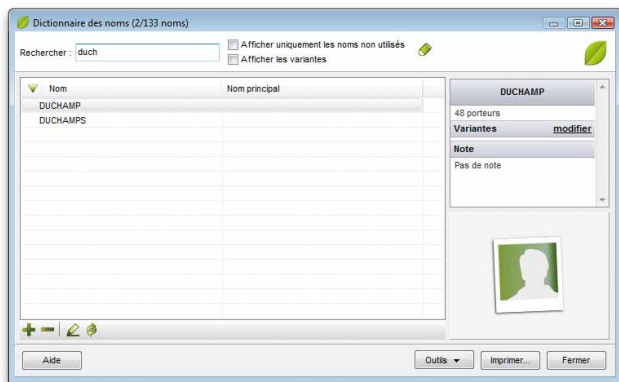 Dictionnaire des noms (2/133 noms)
Rechercher : duch
Afficher uniquement les noms non utilisés
Afficher les variantes
Nom Nom principal
DUCHAMP
DUCHAMPS
DUCHAMP
48 porteurs
Variantes modifier
Note
Pas de note
Aide Outils Imprimer... Fermer